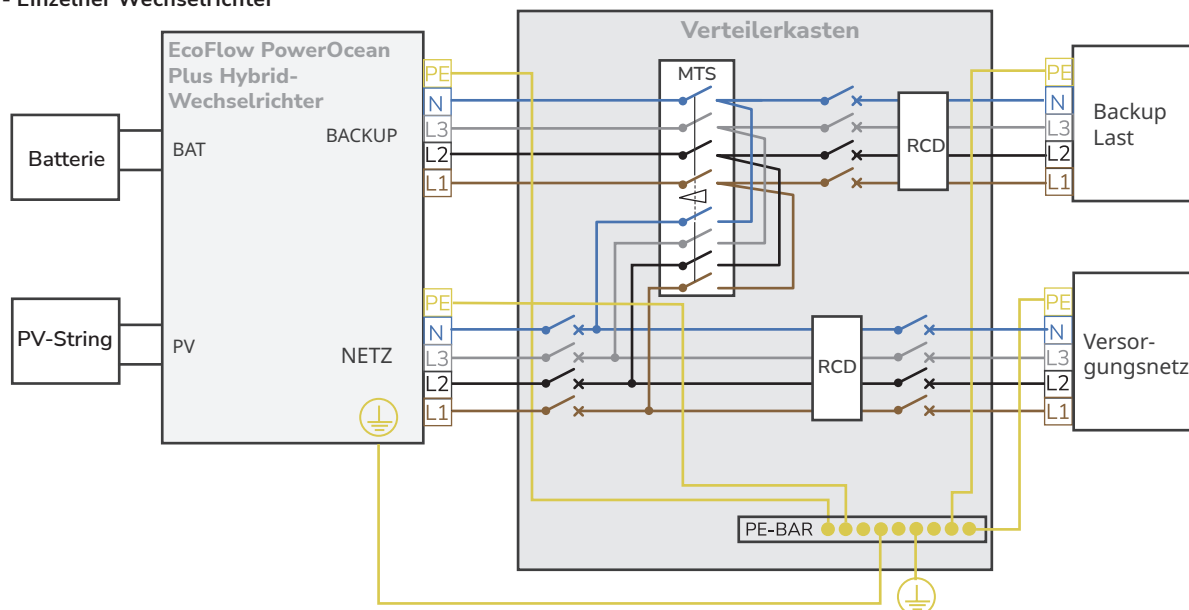 - Einzelner Wechselrichter
Verteilerkasten
EcoFlow PowerOcean
Plus Hybrid-
Wechselrichter
BACKUP
BAT
Batterie
PV-String
PV
NETZ
PE
N
L3
L2
L1
PE
N
L3
L2
L1
MTS
RCD
RCD
PE
N
L3
L2
L1
Backup
Last
PE
N
L3
L2
L1
Versor-
gungsnetz
PE-BAR